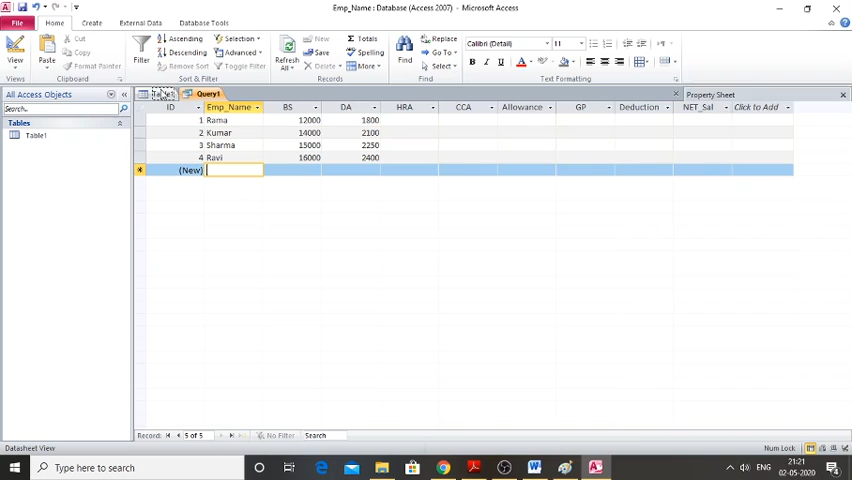 Emp_Name : Database (Access 2007) - Microsoft Access
File Home Create External Data Database Tools
View Paste Cut Copy Format Painter Filter Ascending Descending Remove Sort Selection Advanced Toggle Filter Refresh All New Save Delete Totals Spelling More Find Replace Go To Select Calibri (Detail) 11 B I U A
Views Clipboard Sort & Filter Records Find Text Formatting
All Access Objects
Search...
Tables
Table1
Query1
Property Sheet
ID Emp_Name BS DA HRA CCA Allowance GP Deduction NET_Sal Click to Add
1 Rama 12000 1800
2 Kumar 14000 2100
3 Sharma 15000 2250
4 Ravi 16000 2400
(New)
Record: 5 of 5 No Filter Search
Datasheet View Num Lock
Type here to search
ENG
21:21
02-05-2020
4